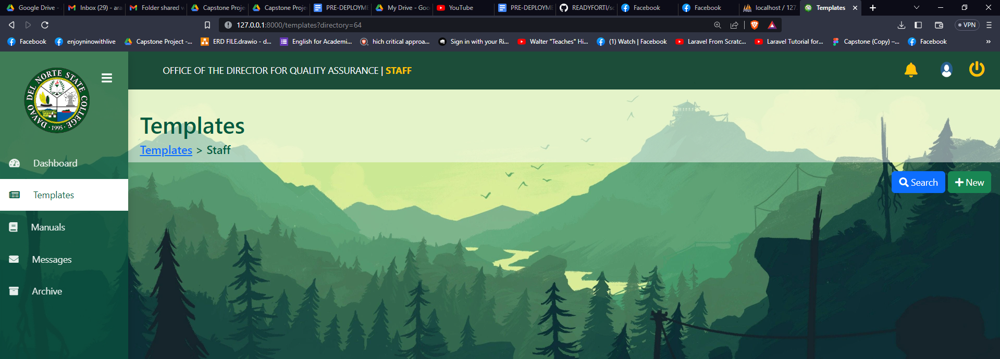 Google Drive -
Inbox (29) - ara
Folder shared w
Capstone Proje
Capstone Proje
PRE-DEPLOYME
My Drive - Goo
YouTube
PRE-DEPLOYME
READYFORTI/sc
Facebook
Facebook
localhost / 127.
Templates
127.0.0.1:8000/templates?directory=64
VPN
Facebook
enjoyninowithlive
Capstone Project -...
ERD FILE.drawio - d...
English for Academi...
hich critical approa...
Sign in with your Ri...
Walter "Teaches" Hi...
(1) Watch | Facebook
Laravel From Scratc...
Laravel Tutorial for...
Capstone (Copy) –...
Facebook
»
DAVAO DEL NORTE STATE COLLEGE
· 1995 ·
OFFICE OF THE DIRECTOR FOR QUALITY ASSURANCE | STAFF
Templates
Templates > Staff
Search
New
Dashboard
Templates
Manuals
Messages
Archive